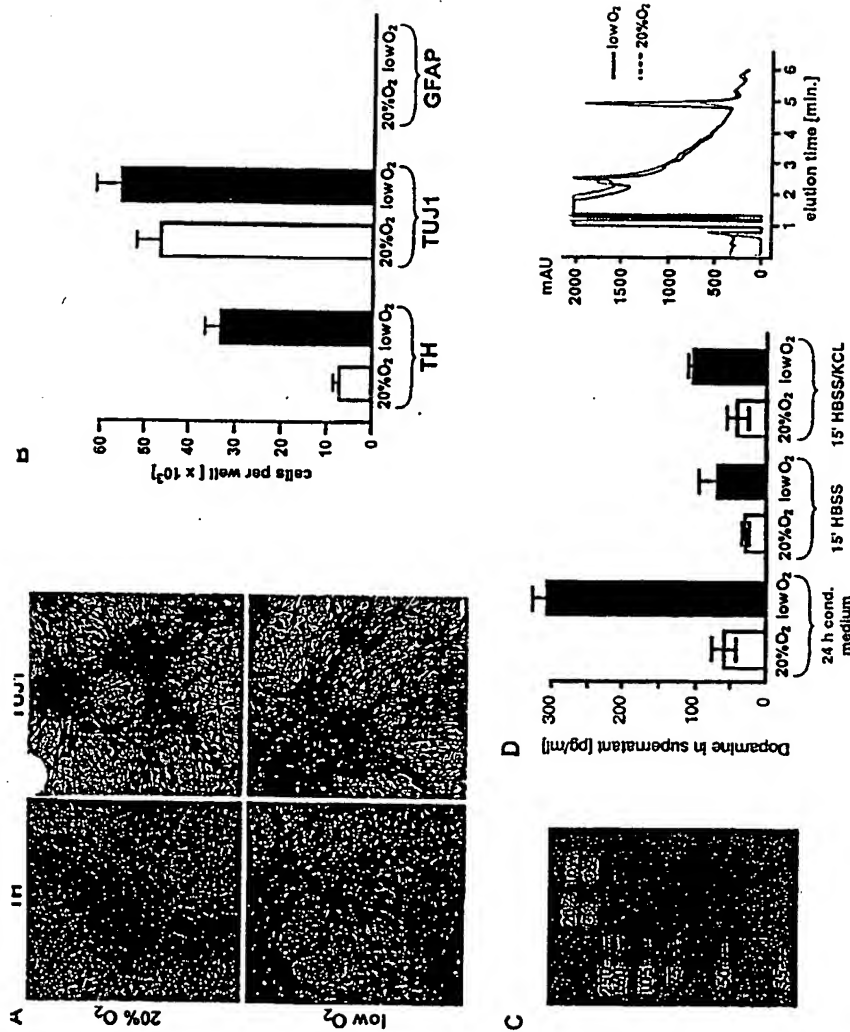 A
TH
TUJ1
20% O2
low O2
B
cells per well [ x 10³]
60
50
40
30
20
10
0
20%O2 lowO2
20%O2 lowO2
20%O2 lowO2
TH
TUJ1
GFAP
C
D
Dopamine in supernatant [pg/ml]
300
200
100
0
20%O2 lowO2
20%O2 lowO2
20%O2 lowO2
24 h cond. medium
15' HBSS
15' HBSS/KCL
mAU
2000
1500
1000
500
0
1 2 3 4 5 6
elution time [min.]
lowO2
20%O2